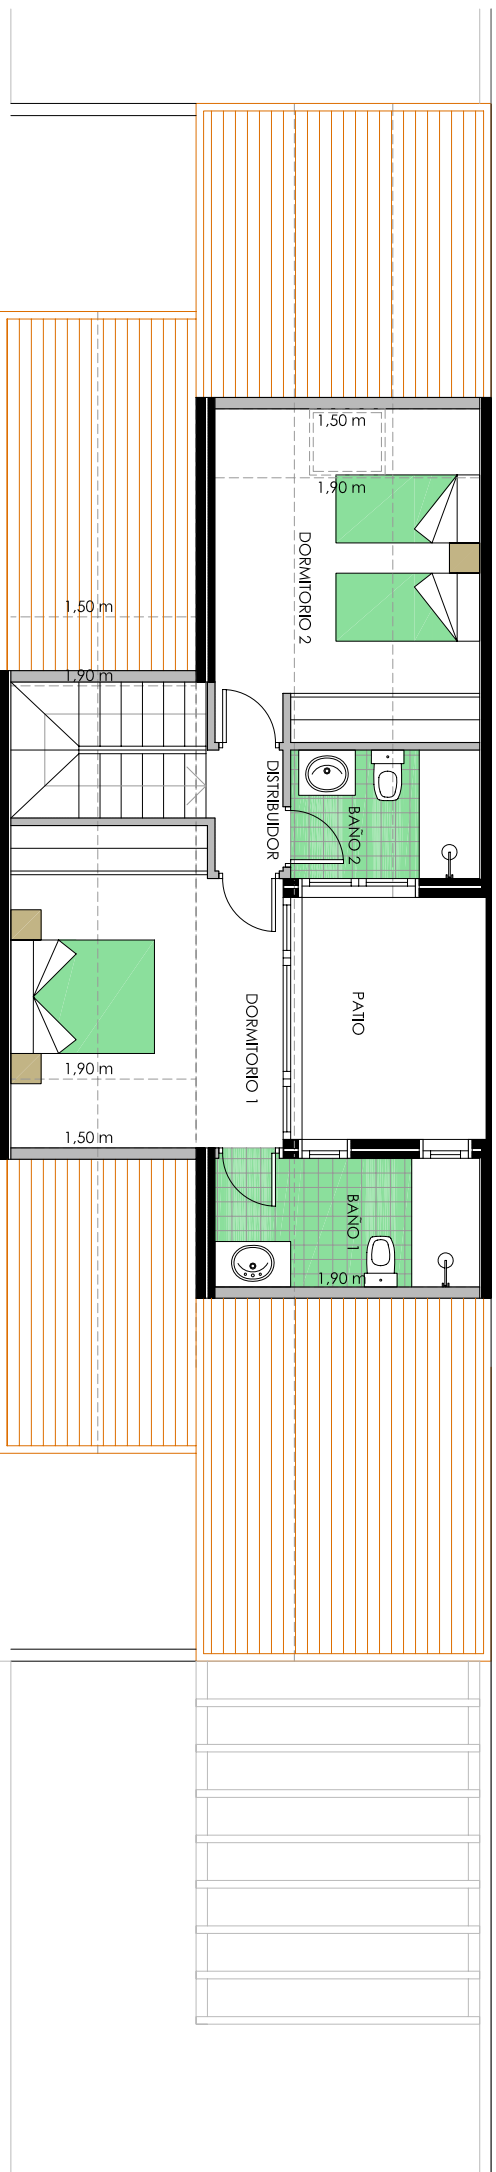 1,50 m
1,90 m
DORMITORIO 2
1,50 m
1,90 m
DISTRIBUIDOR
BAÑO 2
PATIO
DORMITORIO 1
1,90 m
1,50 m
BAÑO 1
1,90 m